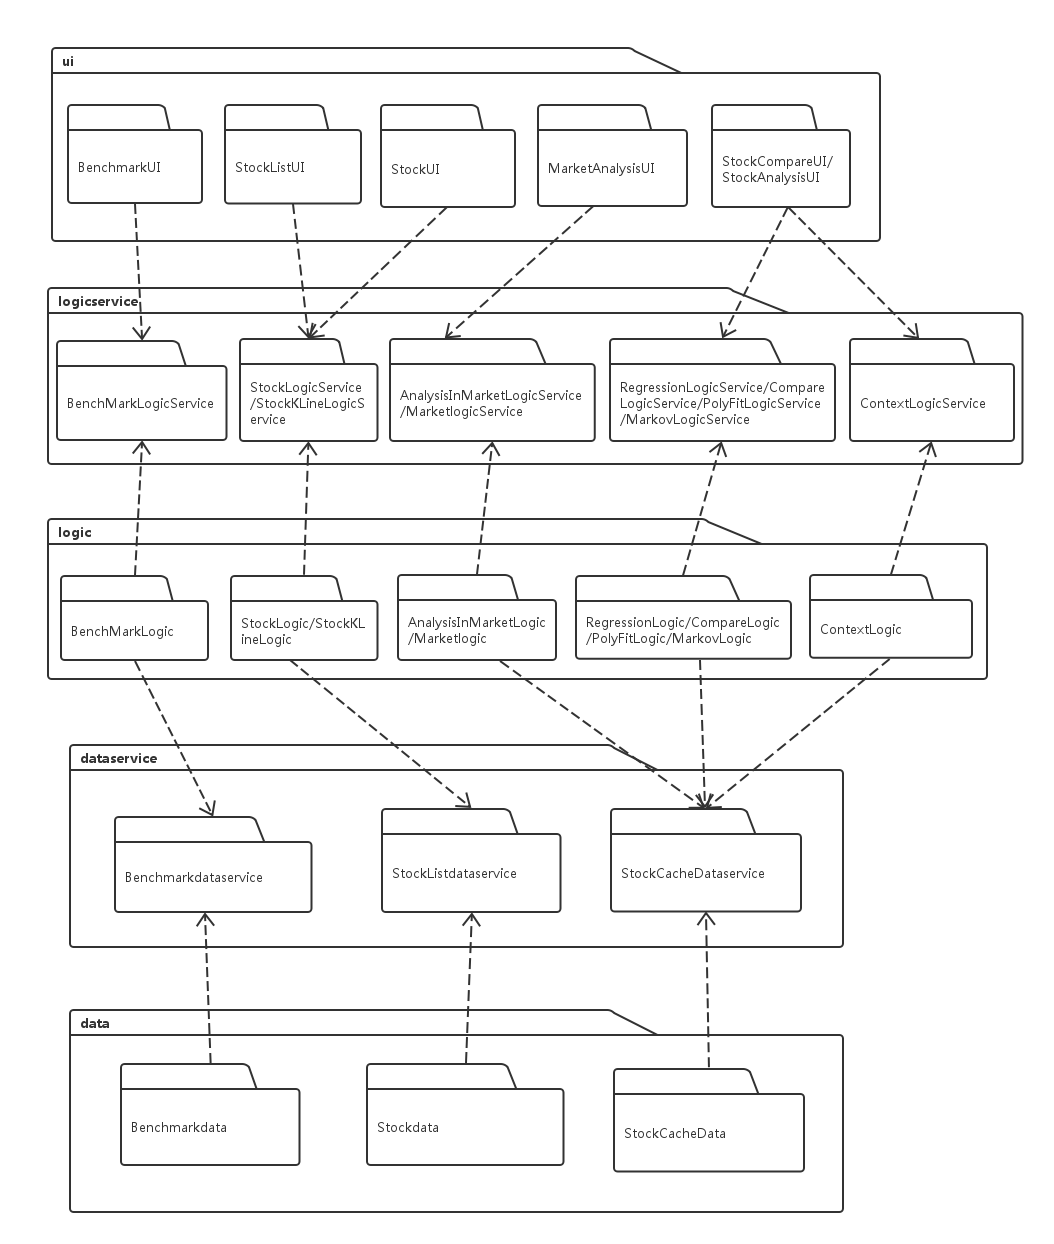 ui
BenchmarkUI
StockListUI
StockUI
MarketAnalysisUI
StockCompareUI/
StockAnalysisUI
logicservice
BenchMarkLogicService
StockLogicService
/StockKLineLogicS
ervice
AnalysisInMarketLogicService
/MarketlogicService
RegressionLogicService/Compare
LogicService/PolyFitLogicService
/MarkovLogicService
ContextLogicService
logic
BenchMarkLogic
StockLogic/StockKL
ineLogic
AnalysisInMarketLogic
/Marketlogic
RegressionLogic/CompareLogic
/PolyFitLogic/MarkovLogic
ContextLogic
dataservice
Benchmarkdataservice
StockListdataservice
StockCacheDataservice
data
Benchmarkdata
Stockdata
StockCacheData